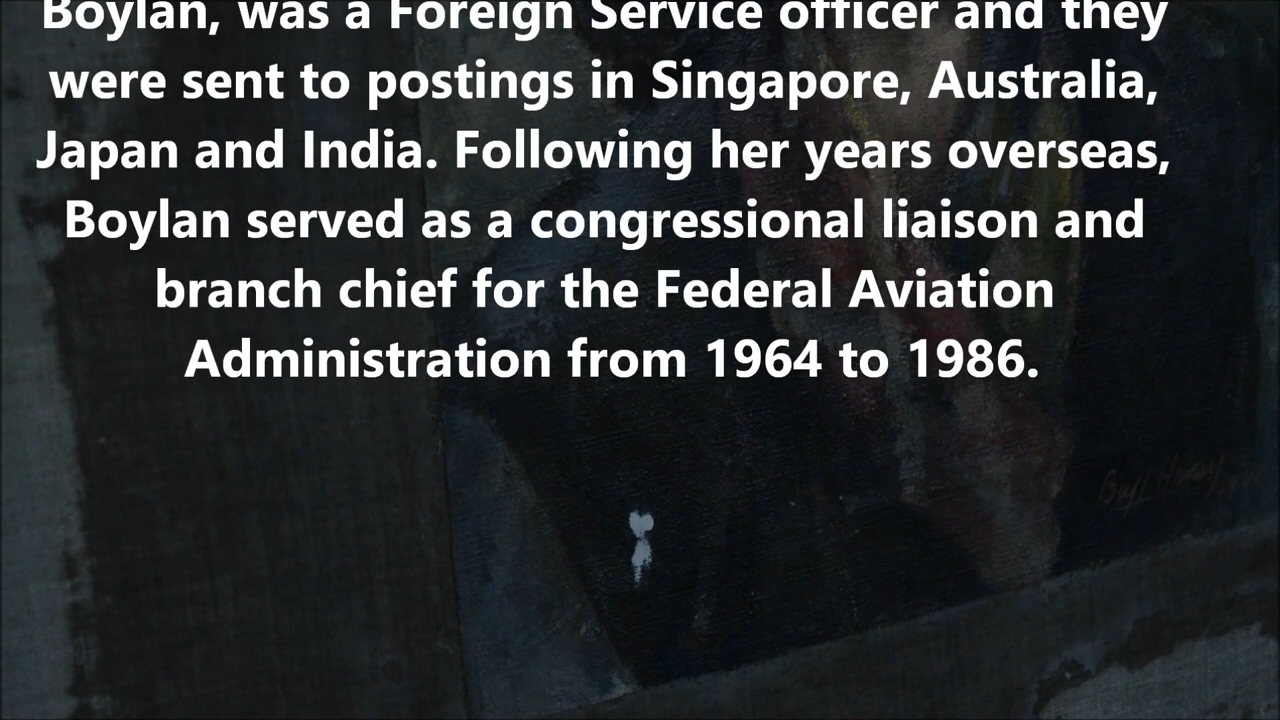 Boylan, was a Foreign Service officer and they
were sent to postings in Singapore, Australia,
Japan and India. Following her years overseas,
Boylan served as a congressional liaison and
branch chief for the Federal Aviation
Administration from 1964 to 1986.